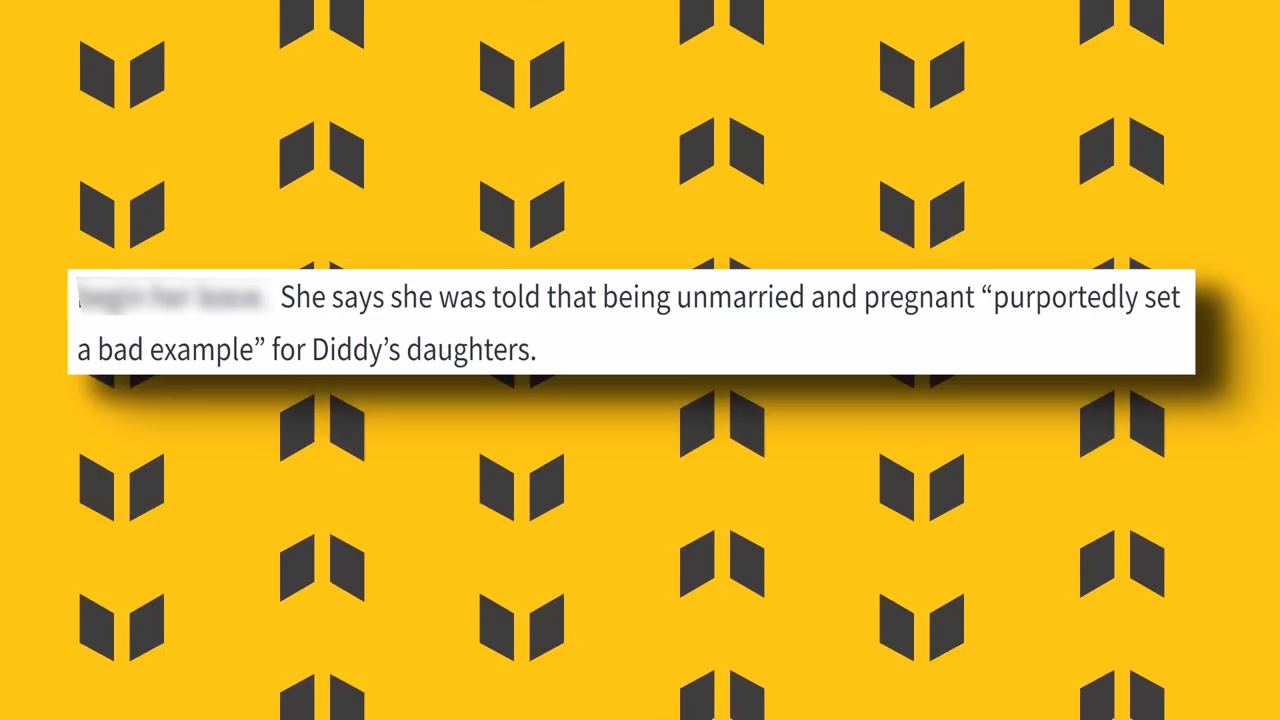 She says she was told that being unmarried and pregnant “purportedly set
a bad example” for Diddy’s daughters.